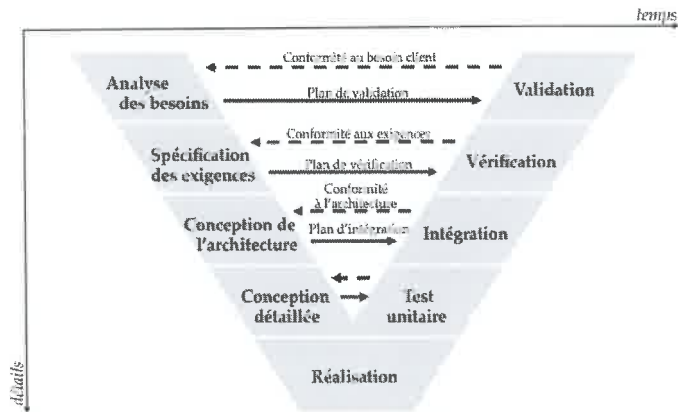 temps
Conformité au besoin client
Analyse
des besoins
Plan de validation
Validation
Conformité aux exigences
Spécification
des exigences
Plan de vérification
Vérification
Conformité
à l'architecture
Conception de
l'architecture
Plan d'intégration
Intégration
Conception
détaillée
Test
unitaire
Réalisation
détails